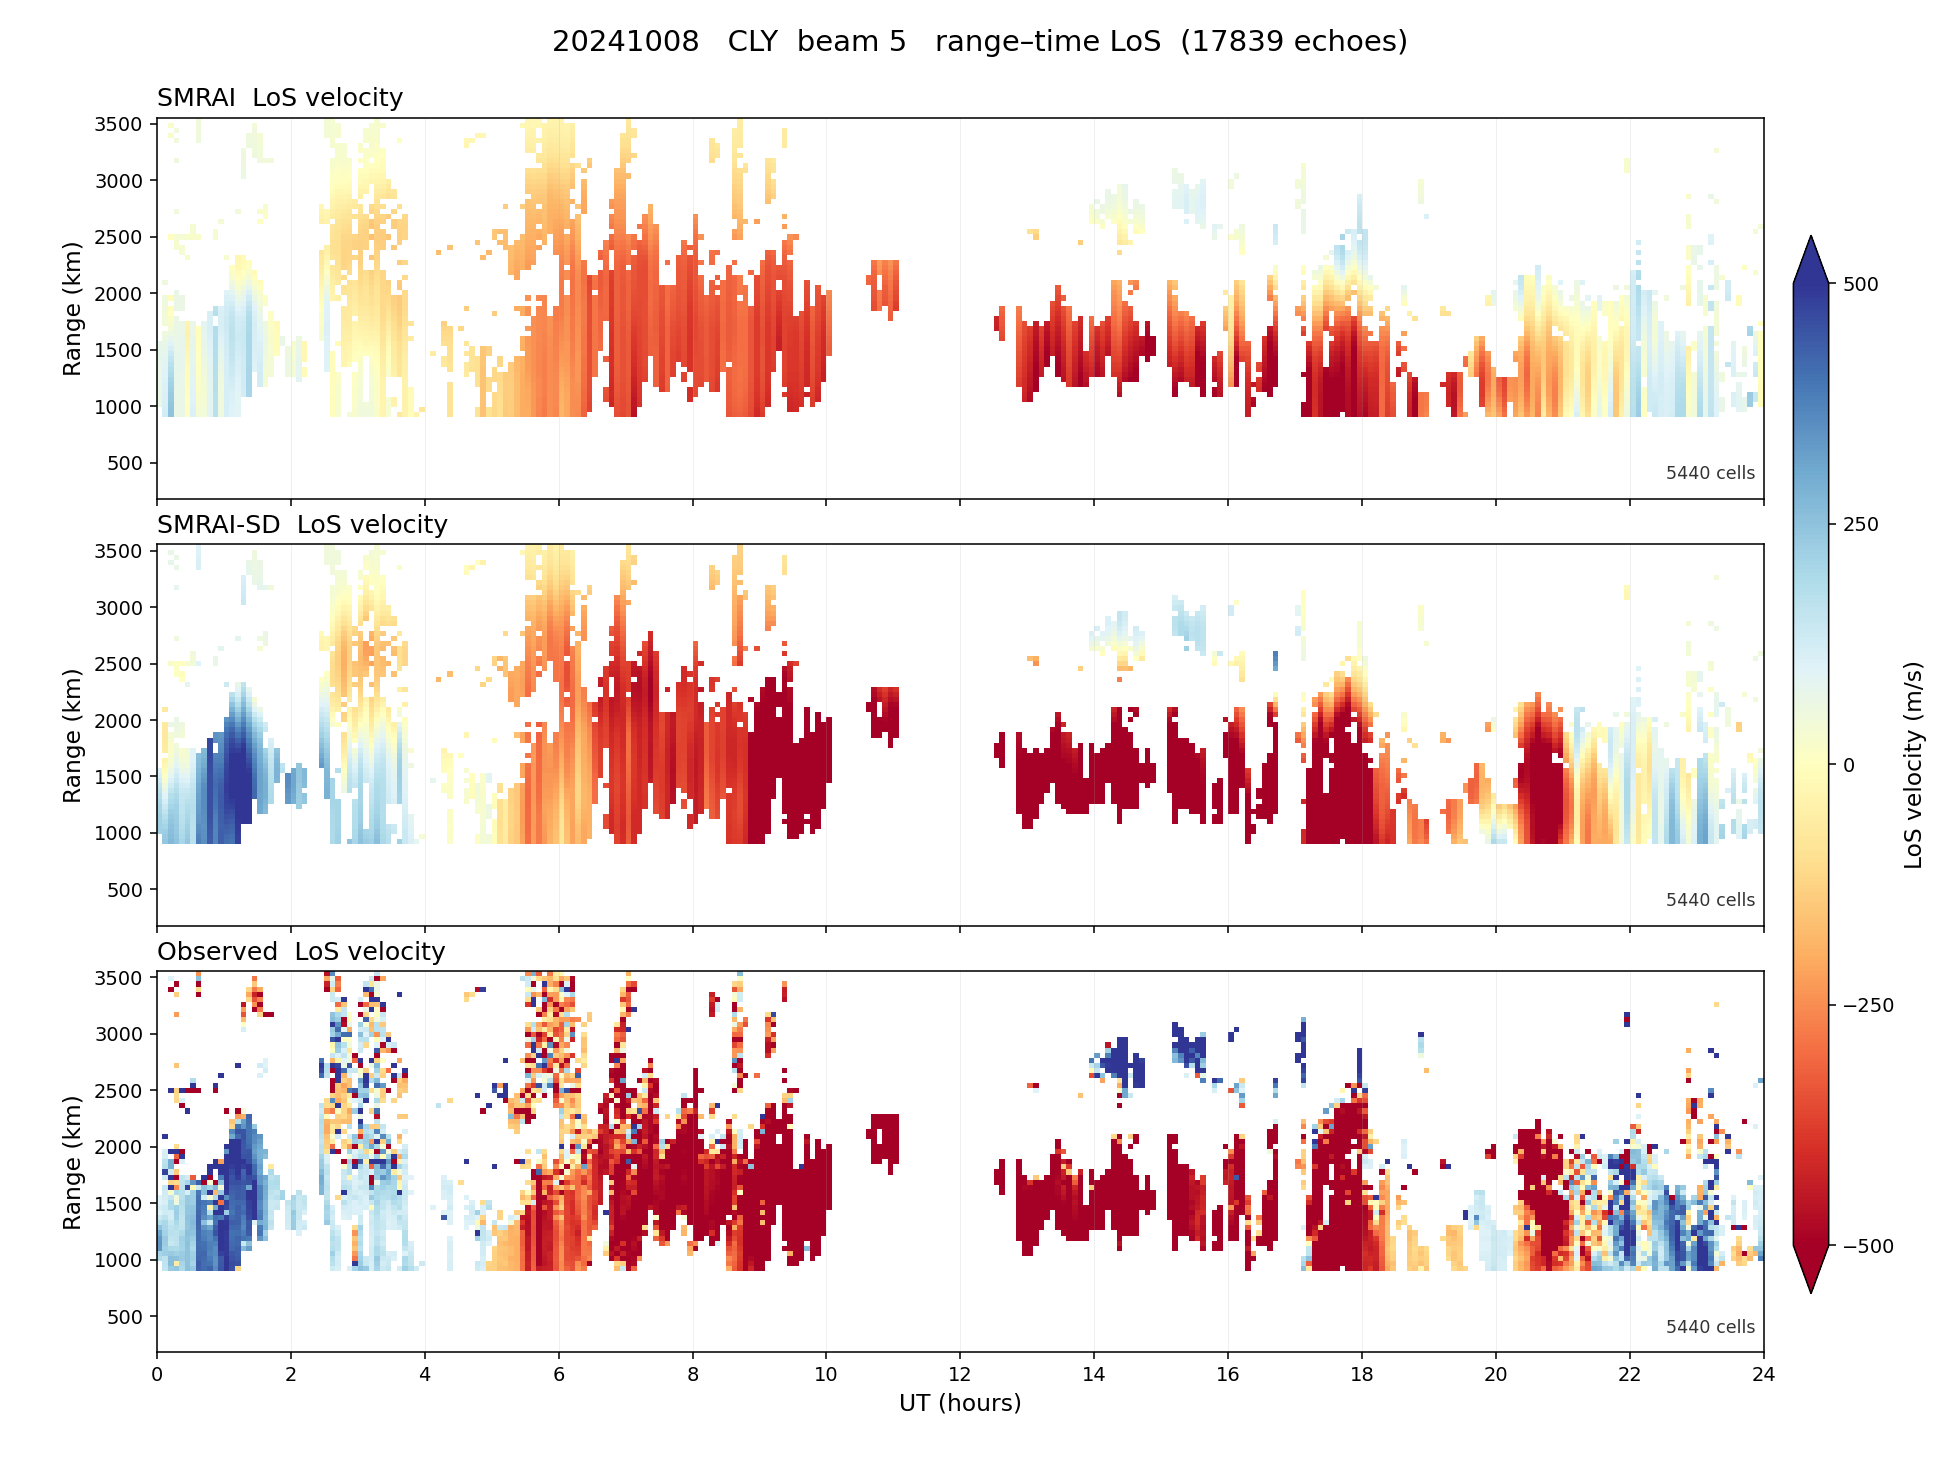 20241008   CLY  beam 5   range–time LoS  (17839 echoes)
SMRAI  LoS velocity
3500
3000
2500
2000
1500
1000
500
Range (km)
5440 cells
SMRAI-SD  LoS velocity
3500
3000
2500
2000
1500
1000
500
Range (km)
5440 cells
Observed  LoS velocity
3500
3000
2500
2000
1500
1000
500
Range (km)
5440 cells
0 2 4 6 8 10 12 14 16 18 20 22 24
UT (hours)
500
250
0
−250
−500
LoS velocity (m/s)